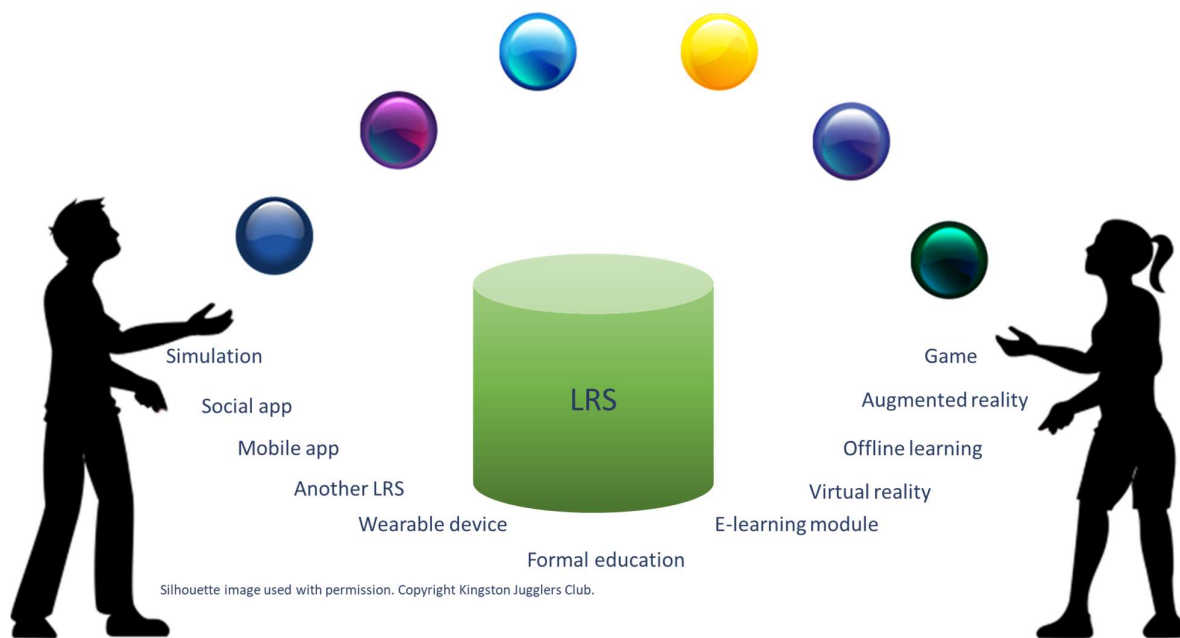 LRS
Simulation
Social app
Mobile app
Another LRS
Wearable device
Formal education
E-learning module
Virtual reality
Offline learning
Augmented reality
Game
Silhouette image used with permission. Copyright Kingston Jugglers Club.